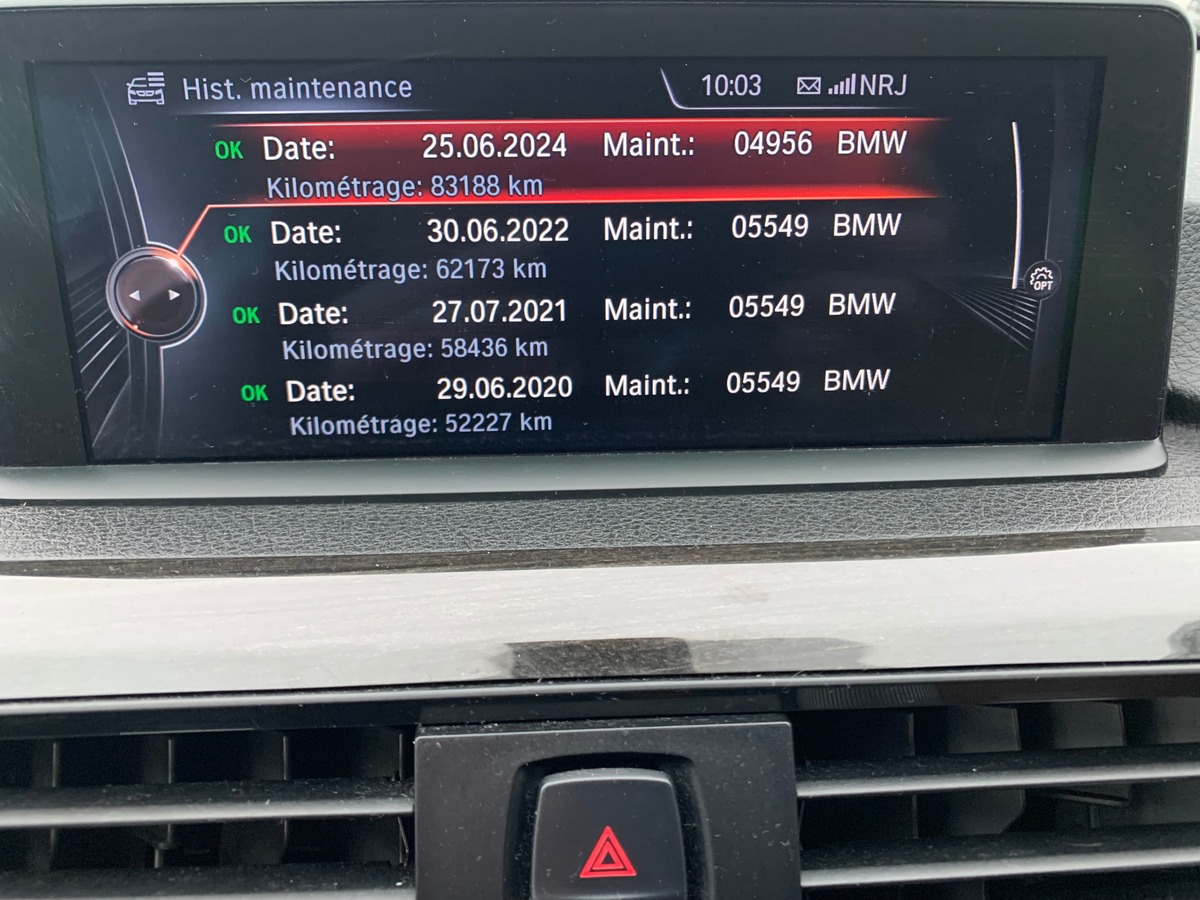 Hist. maintenance 10:03 NRJ
OK Date: 25.06.2024 Maint.: 04956 BMW
Kilométrage: 83188 km
OK Date: 30.06.2022 Maint.: 05549 BMW
Kilométrage: 62173 km
OPT
OK Date: 27.07.2021 Maint.: 05549 BMW
Kilométrage: 58436 km
OK Date: 29.06.2020 Maint.: 05549 BMW
Kilométrage: 52227 km